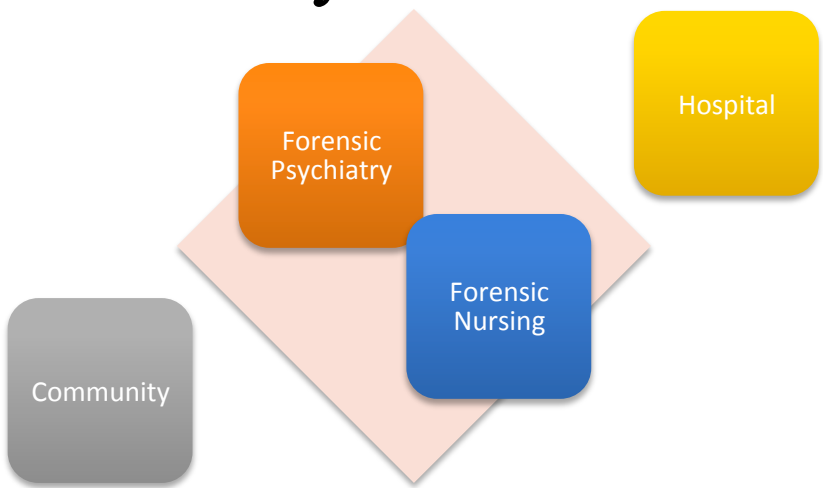 Hospital
Forensic
Psychiatry
Forensic
Nursing
Community